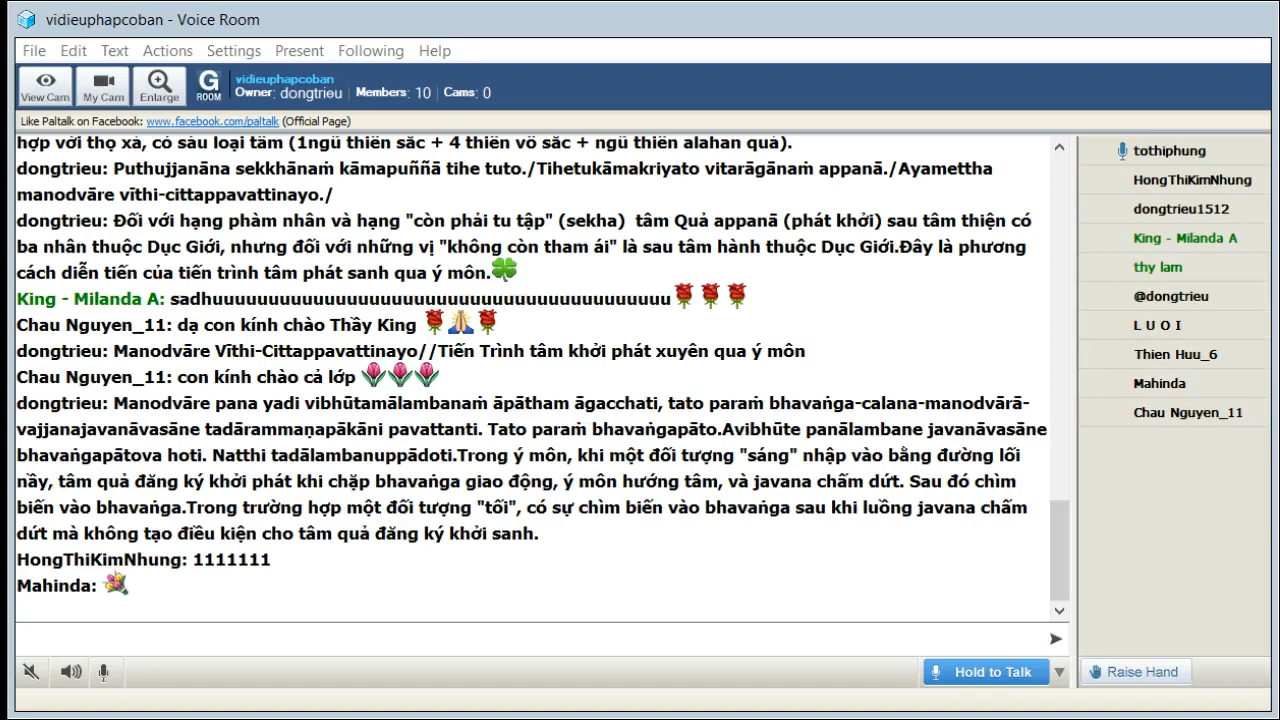 vidieuphapcoban - Voice Room
File Edit Text Actions Settings Present Following Help
View Cam My Cam Enlarge G ROOM vidieuphapcoban
Owner: dongtrieu Members: 10 Cams: 0
Like Paltalk on Facebook: www.facebook.com/paltalk (Official Page)
hợp với thọ xả, có sáu loại tâm (1ngũ thiền sắc + 4 thiền vô sắc + ngũ thiền alahan quả).
dongtrieu: Puthujjanāna sekkhānaṁ kāmapuññā tihe tuto./Tihetukāmakriyato vitarāgānaṁ appanā./Ayamettha
manodvāre vīthi-cittappavattinayo./
dongtrieu: Đối với hạng phàm nhân và hạng "còn phải tu tập" (sekha) tâm Quả appanā (phát khởi) sau tâm thiện có
ba nhân thuộc Dục Giới, nhưng đối với những vị "không còn tham ái" là sau tâm hành thuộc Dục Giới.Đây là phương
cách diễn tiến của tiến trình tâm phát sanh qua ý môn.
King - Milanda A: sadhuuuuuuuuuuuuuuuuuuuuuuuuuuuuuuuuuuuuuuuuu
Chau Nguyen_11: dạ con kính chào Thầy King
dongtrieu: Manodvāre Vīthi-Cittappavattinayo//Tiến Trình tâm khởi phát xuyên qua ý môn
Chau Nguyen_11: con kính chào cả lớp
dongtrieu: Manodvāre pana yadi vibhūtamālambanaṁ āpātham āgacchati, tato paraṁ bhavaṅga-calana-manodvārā-
vajjanajavanāvasāne tadārammaṇapākāni pavattanti. Tato paraṁ bhavaṅgapāto.Avibhūte panālambane javanāvasāne
bhavaṅgapātova hoti. Natthi tadālambanuppādoti.Trong ý môn, khi một đối tượng "sáng" nhập vào bằng đường lối
nầy, tâm quả đăng ký khởi phát khi chặp bhavaṅga giao động, ý môn hướng tâm, và javana chấm dứt. Sau đó chìm
biến vào bhavaṅga.Trong trường hợp một đối tượng "tối", có sự chìm biến vào bhavaṅga sau khi luồng javana chấm
dứt mà không tạo điều kiện cho tâm quả đăng ký khởi sanh.
HongThiKimNhung: 1111111
Mahinda:
tothiphung
HongThiKimNhung
dongtrieu1512
King - Milanda A
thy lam
@dongtrieu
L U O I
Thien Huu_6
Mahinda
Chau Nguyen_11
Hold to Talk
Raise Hand